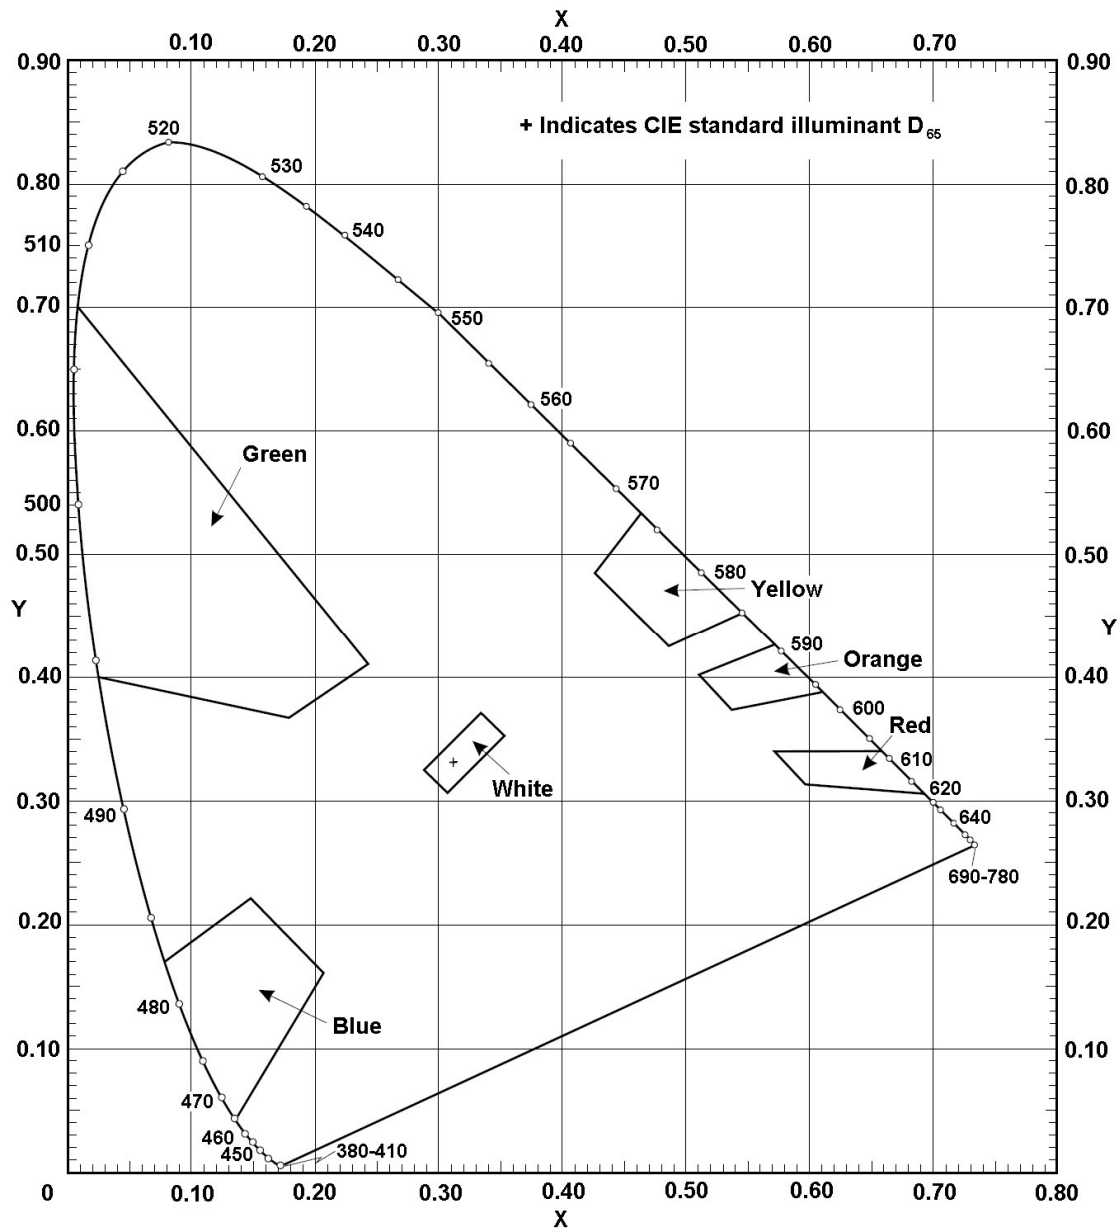 X
0.10 0.20 0.30 0.40 0.50 0.60 0.70
0.90 0.90
+ Indicates CIE standard illuminant D65
520
530
0.80 0.80
540
510
0.70 0.70
550
560
0.60 0.60
Green
570
500
0.50 0.50
580
Yellow
Y
Y
590
Orange
0.40 0.40
600
Red
610
White
620
0.30 0.30
490
640
690-780
0.20 0.20
480
Blue
0.10 0.10
470
460
450
380-410
0 0.10 0.20 0.30 0.40 0.50 0.60 0.70 0.80
X